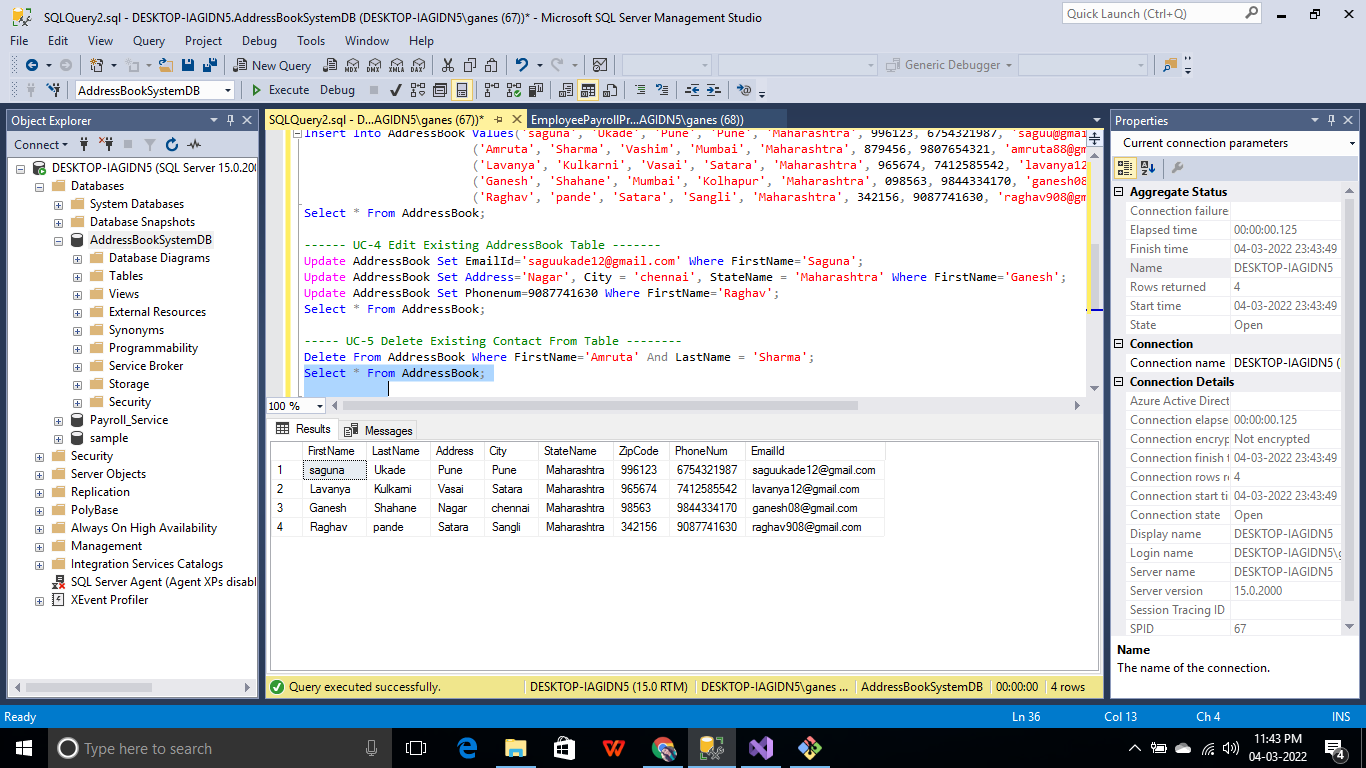 SQLQuery2.sql - DESKTOP-IAGIDN5.AddressBookSystemDB (DESKTOP-IAGIDN5\ganes (67))* - Microsoft SQL Server Management Studio
Quick Launch (Ctrl+Q)
File Edit View Query Project Debug Tools Window Help
New Query MDX DMX XMLA DAX Generic Debugger
AddressBookSystemDB Execute Debug
Object Explorer
Connect
DESKTOP-IAGIDN5 (SQL Server 15.0.200
Databases
System Databases
Database Snapshots
AddressBookSystemDB
Database Diagrams
Tables
Views
External Resources
Synonyms
Programmability
Service Broker
Storage
Security
Payroll_Service
sample
Security
Server Objects
Replication
PolyBase
Always On High Availability
Management
Integration Services Catalogs
SQL Server Agent (Agent XPs disabl
XEvent Profiler
SQLQuery2.sql - D...AGIDN5\ganes (67))* EmployeePayrollPr...AGIDN5\ganes (68))
Insert Into AddressBook Values('saguna', 'Ukade', 'Pune', 'Pune', 'Maharashtra', 996123, 6754321987, 'saguu@gmai
('Amruta', 'Sharma', 'Vashim', 'Mumbai', 'Maharashtra', 879456, 9807654321, 'amruta88@gm
('Lavanya', 'Kulkarni', 'Vasai', 'Satara', 'Maharashtra', 965674, 7412585542, 'lavanya12
('Ganesh', 'Shahane', 'Mumbai', 'Kolhapur', 'Maharashtra', 098563, 9844334170, 'ganesh08
('Raghav', 'pande', 'Satara', 'Sangli', 'Maharashtra', 342156, 9087741630, 'raghav908@gm
Select * From AddressBook;
------ UC-4 Edit Existing AddressBook Table -------
Update AddressBook Set EmailId='saguukade12@gmail.com' Where FirstName='Saguna';
Update AddressBook Set Address='Nagar', City = 'chennai', StateName = 'Maharashtra' Where FirstName='Ganesh';
Update AddressBook Set Phonenum=9087741630 Where FirstName='Raghav';
Select * From AddressBook;
----- UC-5 Delete Existing Contact From Table --------
Delete From AddressBook Where FirstName='Amruta' And LastName = 'Sharma';
Select * From AddressBook;
100 %
Results Messages
FirstName LastName Address City StateName ZipCode PhoneNum EmailId
1 saguna Ukade Pune Pune Maharashtra 996123 6754321987 saguukade12@gmail.com
2 Lavanya Kulkarni Vasai Satara Maharashtra 965674 7412585542 lavanya12@gmail.com
3 Ganesh Shahane Nagar chennai Maharashtra 98563 9844334170 ganesh08@gmail.com
4 Raghav pande Satara Sangli Maharashtra 342156 9087741630 raghav908@gmail.com
Query executed successfully. DESKTOP-IAGIDN5 (15.0 RTM) DESKTOP-IAGIDN5\ganes ... AddressBookSystemDB 00:00:00 4 rows
Properties
Current connection parameters
Aggregate Status
Connection failure
Elapsed time 00:00:00.125
Finish time 04-03-2022 23:43:49
Name DESKTOP-IAGIDN5
Rows returned 4
Start time 04-03-2022 23:43:49
State Open
Connection
Connection name DESKTOP-IAGIDN5 (
Connection Details
Azure Active Direct
Connection elapse 00:00:00.125
Connection encryp Not encrypted
Connection finish t 04-03-2022 23:43:49
Connection rows re 4
Connection start ti 04-03-2022 23:43:49
Connection state Open
Display name DESKTOP-IAGIDN5
Login name DESKTOP-IAGIDN5\g
Server name DESKTOP-IAGIDN5
Server version 15.0.2000
Session Tracing ID
SPID 67
Name
The name of the connection.
Ready Ln 36 Col 13 Ch 4 INS
Type here to search
11:43 PM
04-03-2022
4